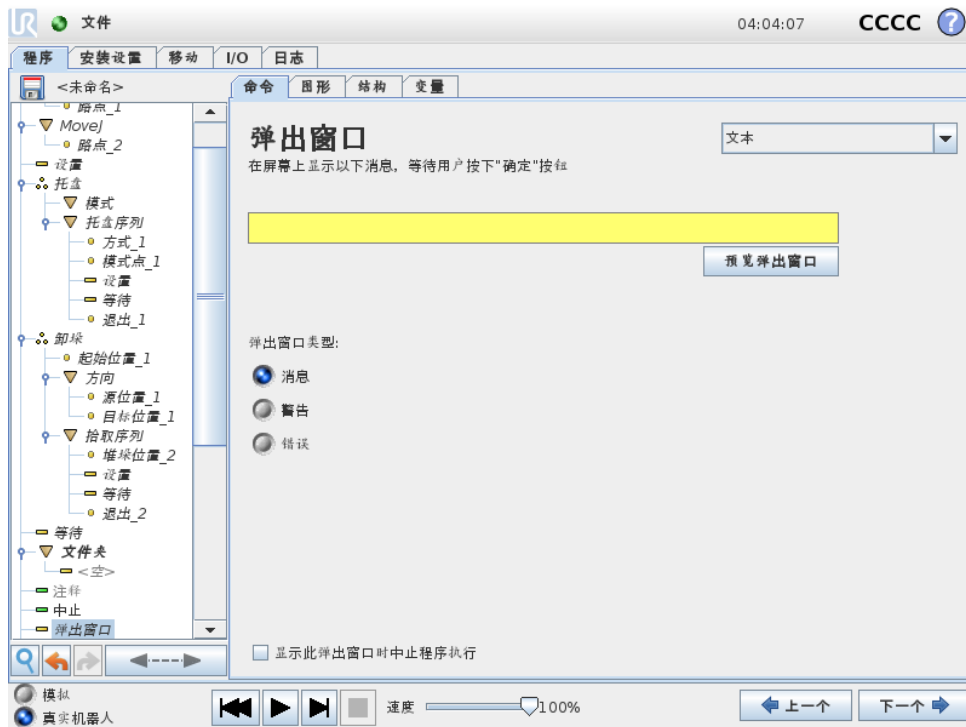 UR 文件 04:04:07 CCCC ?
程序 安装设置 移动 I/O 日志
<未命名> 命令 图形 结构 变量
路点_1
MoveJ
路点_2
设置
托盘
模式
托盘序列
方式_1
模式点_1
设置
等待
退出_1
卸垛
起始位置_1
方向
源位置_1
目标位置_1
拾取序列
堆垛位置_2
设置
等待
退出_2
等待
文件夹
<空>
注释
中止
弹出窗口
弹出窗口
文本
在屏幕上显示以下消息，等待用户按下"确定"按钮
预览弹出窗口
弹出窗口类型:
消息
警告
错误
显示此弹出窗口时中止程序执行
模拟
真实机器人
速度 100%
上一个 下一个